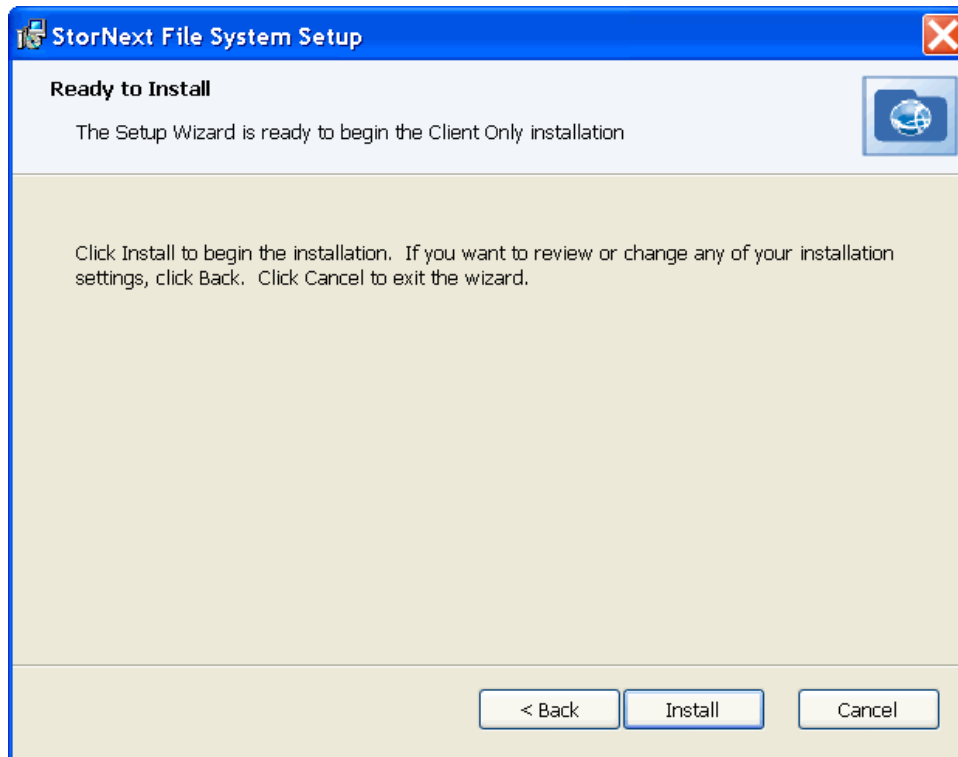 StorNext File System Setup
Ready to Install
The Setup Wizard is ready to begin the Client Only installation
Click Install to begin the installation.  If you want to review or change any of your installation
settings, click Back.  Click Cancel to exit the wizard.
< Back
Install
Cancel